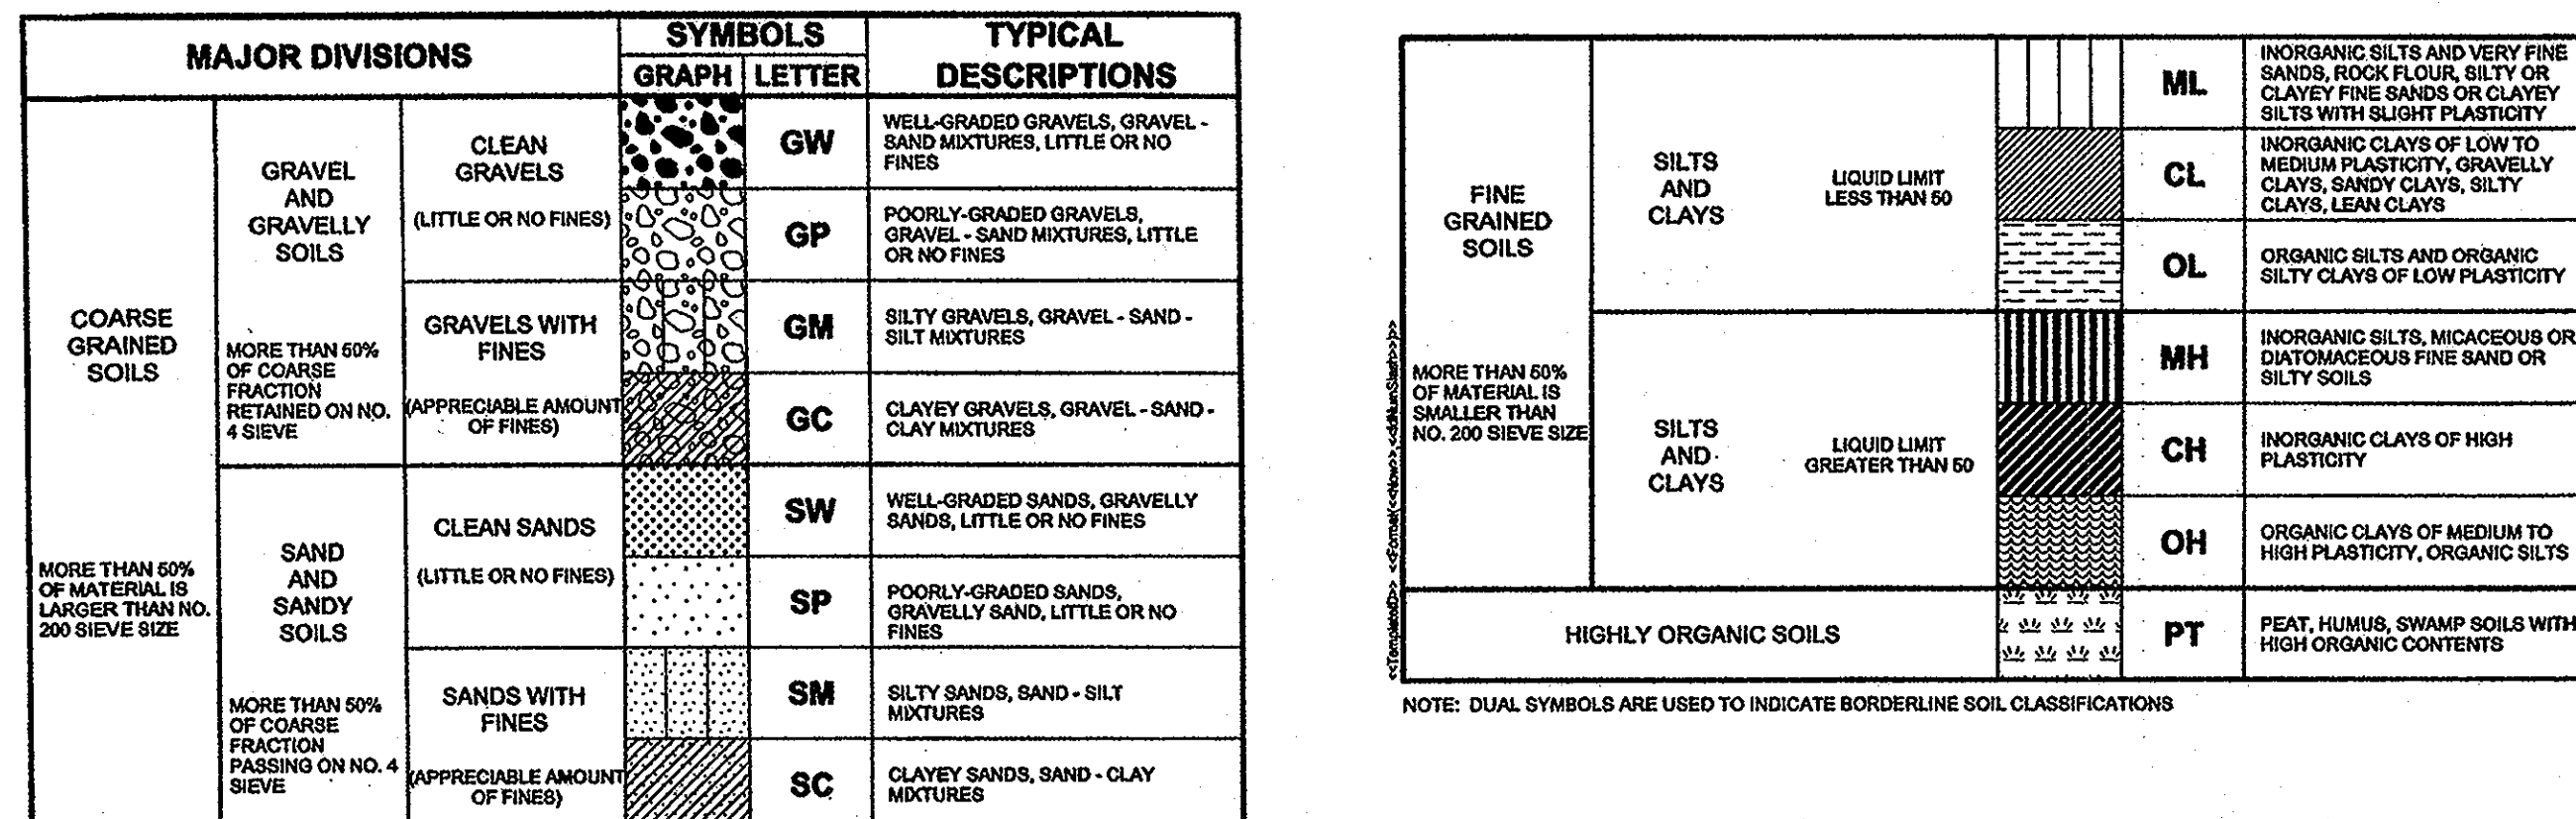 MAJOR DIVISIONS
SYMBOLS
GRAPH
LETTER
TYPICAL
DESCRIPTIONS
COARSE
GRAINED
SOILS
MORE THAN 50%
OF MATERIAL IS
LARGER THAN NO.
200 SIEVE SIZE
GRAVEL
AND
GRAVELLY
SOILS
MORE THAN 50%
OF COARSE
FRACTION
RETAINED ON NO.
4 SIEVE
CLEAN
GRAVELS
(LITTLE OR NO FINES)
GW
WELL-GRADED GRAVELS, GRAVEL -
SAND MIXTURES, LITTLE OR NO
FINES
GP
POORLY-GRADED GRAVELS,
GRAVEL - SAND MIXTURES, LITTLE
OR NO FINES
GRAVELS WITH
FINES
(APPRECIABLE AMOUNT
OF FINES)
GM
SILTY GRAVELS, GRAVEL - SAND -
SILT MIXTURES
GC
CLAYEY GRAVELS, GRAVEL - SAND -
CLAY MIXTURES
SAND
AND
SANDY
SOILS
MORE THAN 50%
OF COARSE
FRACTION
PASSING ON NO. 4
SIEVE
CLEAN SANDS
(LITTLE OR NO FINES)
SW
WELL-GRADED SANDS, GRAVELLY
SANDS, LITTLE OR NO FINES
SP
POORLY-GRADED SANDS,
GRAVELLY SAND, LITTLE OR NO
FINES
SANDS WITH
FINES
(APPRECIABLE AMOUNT
OF FINES)
SM
SILTY SANDS, SAND - SILT
MIXTURES
SC
CLAYEY SANDS, SAND - CLAY
MIXTURES
FINE
GRAINED
SOILS
MORE THAN 50%
OF MATERIAL IS
SMALLER THAN
NO. 200 SIEVE SIZE
SILTS
AND
CLAYS
LIQUID LIMIT
LESS THAN 50
ML
INORGANIC SILTS AND VERY FINE
SANDS, ROCK FLOUR, SILTY OR
CLAYEY FINE SANDS OR CLAYEY
SILTS WITH SLIGHT PLASTICITY
CL
INORGANIC CLAYS OF LOW TO
MEDIUM PLASTICITY, GRAVELLY
CLAYS, SANDY CLAYS, SILTY
CLAYS, LEAN CLAYS
OL
ORGANIC SILTS AND ORGANIC
SILTY CLAYS OF LOW PLASTICITY
SILTS
AND
CLAYS
LIQUID LIMIT
GREATER THAN 50
MH
INORGANIC SILTS, MICACEOUS OR
DIATOMACEOUS FINE SAND OR
SILTY SOILS
CH
INORGANIC CLAYS OF HIGH
PLASTICITY
OH
ORGANIC CLAYS OF MEDIUM TO
HIGH PLASTICITY, ORGANIC SILTS
HIGHLY ORGANIC SOILS
PT
PEAT, HUMUS, SWAMP SOILS WITH
HIGH ORGANIC CONTENTS
NOTE: DUAL SYMBOLS ARE USED TO INDICATE BORDERLINE SOIL CLASSIFICATIONS